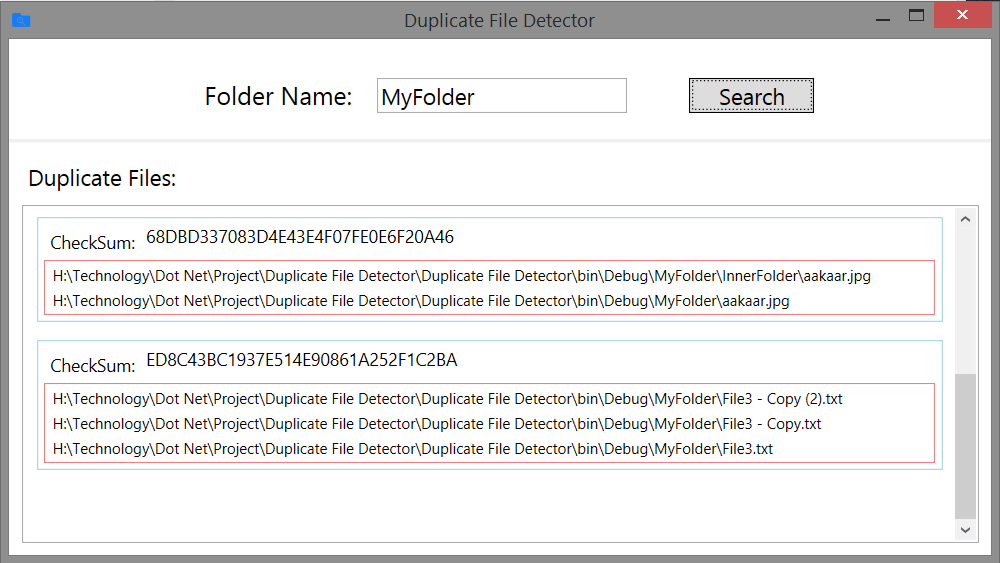 Duplicate File Detector
Folder Name: MyFolder Search
Duplicate Files:
CheckSum: 68DBD337083D4E43E4F07FE0E6F20A46
H:\Technology\Dot Net\Project\Duplicate File Detector\Duplicate File Detector\bin\Debug\MyFolder\InnerFolder\aakaar.jpg
H:\Technology\Dot Net\Project\Duplicate File Detector\Duplicate File Detector\bin\Debug\MyFolder\aakaar.jpg
CheckSum: ED8C43BC1937E514E90861A252F1C2BA
H:\Technology\Dot Net\Project\Duplicate File Detector\Duplicate File Detector\bin\Debug\MyFolder\File3 - Copy (2).txt
H:\Technology\Dot Net\Project\Duplicate File Detector\Duplicate File Detector\bin\Debug\MyFolder\File3 - Copy.txt
H:\Technology\Dot Net\Project\Duplicate File Detector\Duplicate File Detector\bin\Debug\MyFolder\File3.txt